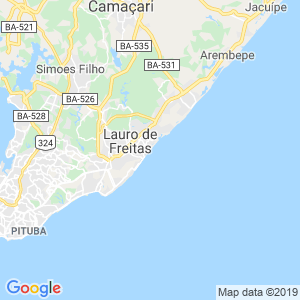 Camaçari
Jacuípe
BA-521
BA-535
Arembepe
BA-531
Simoes Filho
BA-526
BA-528
Lauro de
Freitas
324
PITUBA
Map data ©2019